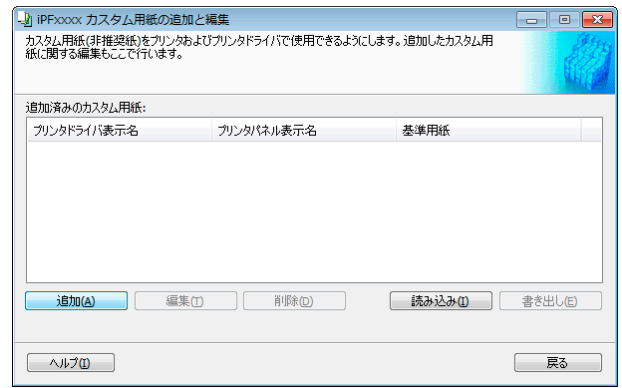 iPFxxxx カスタム用紙の追加と編集
カスタム用紙(非推奨紙)をプリンタおよびプリンタドライバで使用できるようにします。追加したカスタム用
紙に関する編集もここで行います。
追加済みのカスタム用紙:
プリンタドライバ表示名 プリンタパネル表示名 基準用紙
追加(A) 編集(T) 削除(D) 読み込み(I) 書き出し(E)
ヘルプ(I) 戻る